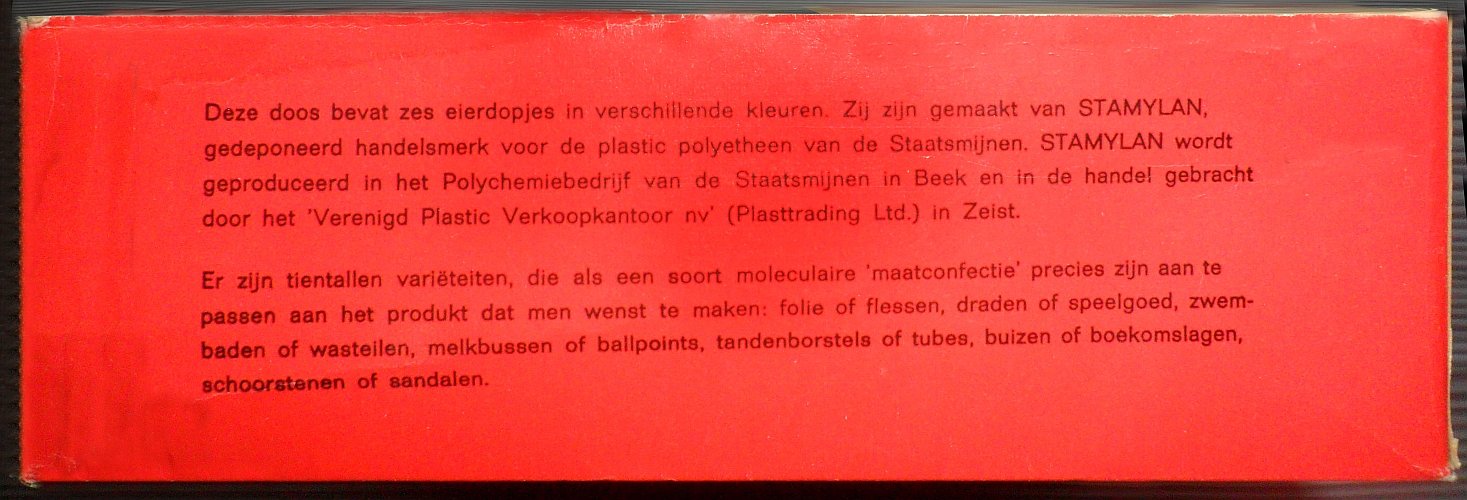 Deze doos bevat zes eierdopjes in verschillende kleuren. Zij zijn gemaakt van STAMYLAN,
gedeponeerd handelsmerk voor de plastic polyetheen van de Staatsmijnen. STAMYLAN wordt
geproduceerd in het Polychemiebedrijf van de Staatsmijnen in Beek en in de handel gebracht
door het 'Verenigd Plastic Verkoopkantoor nv' (Plasttrading Ltd.) in Zeist.
Er zijn tientallen variëteiten, die als een soort moleculaire 'maatconfectie' precies zijn aan te
passen aan het produkt dat men wenst te maken: folie of flessen, draden of speelgoed, zwem-
baden of wasteilen, melkbussen of ballpoints, tandenborstels of tubes, buizen of boekomslagen,
schoorstenen of sandalen.